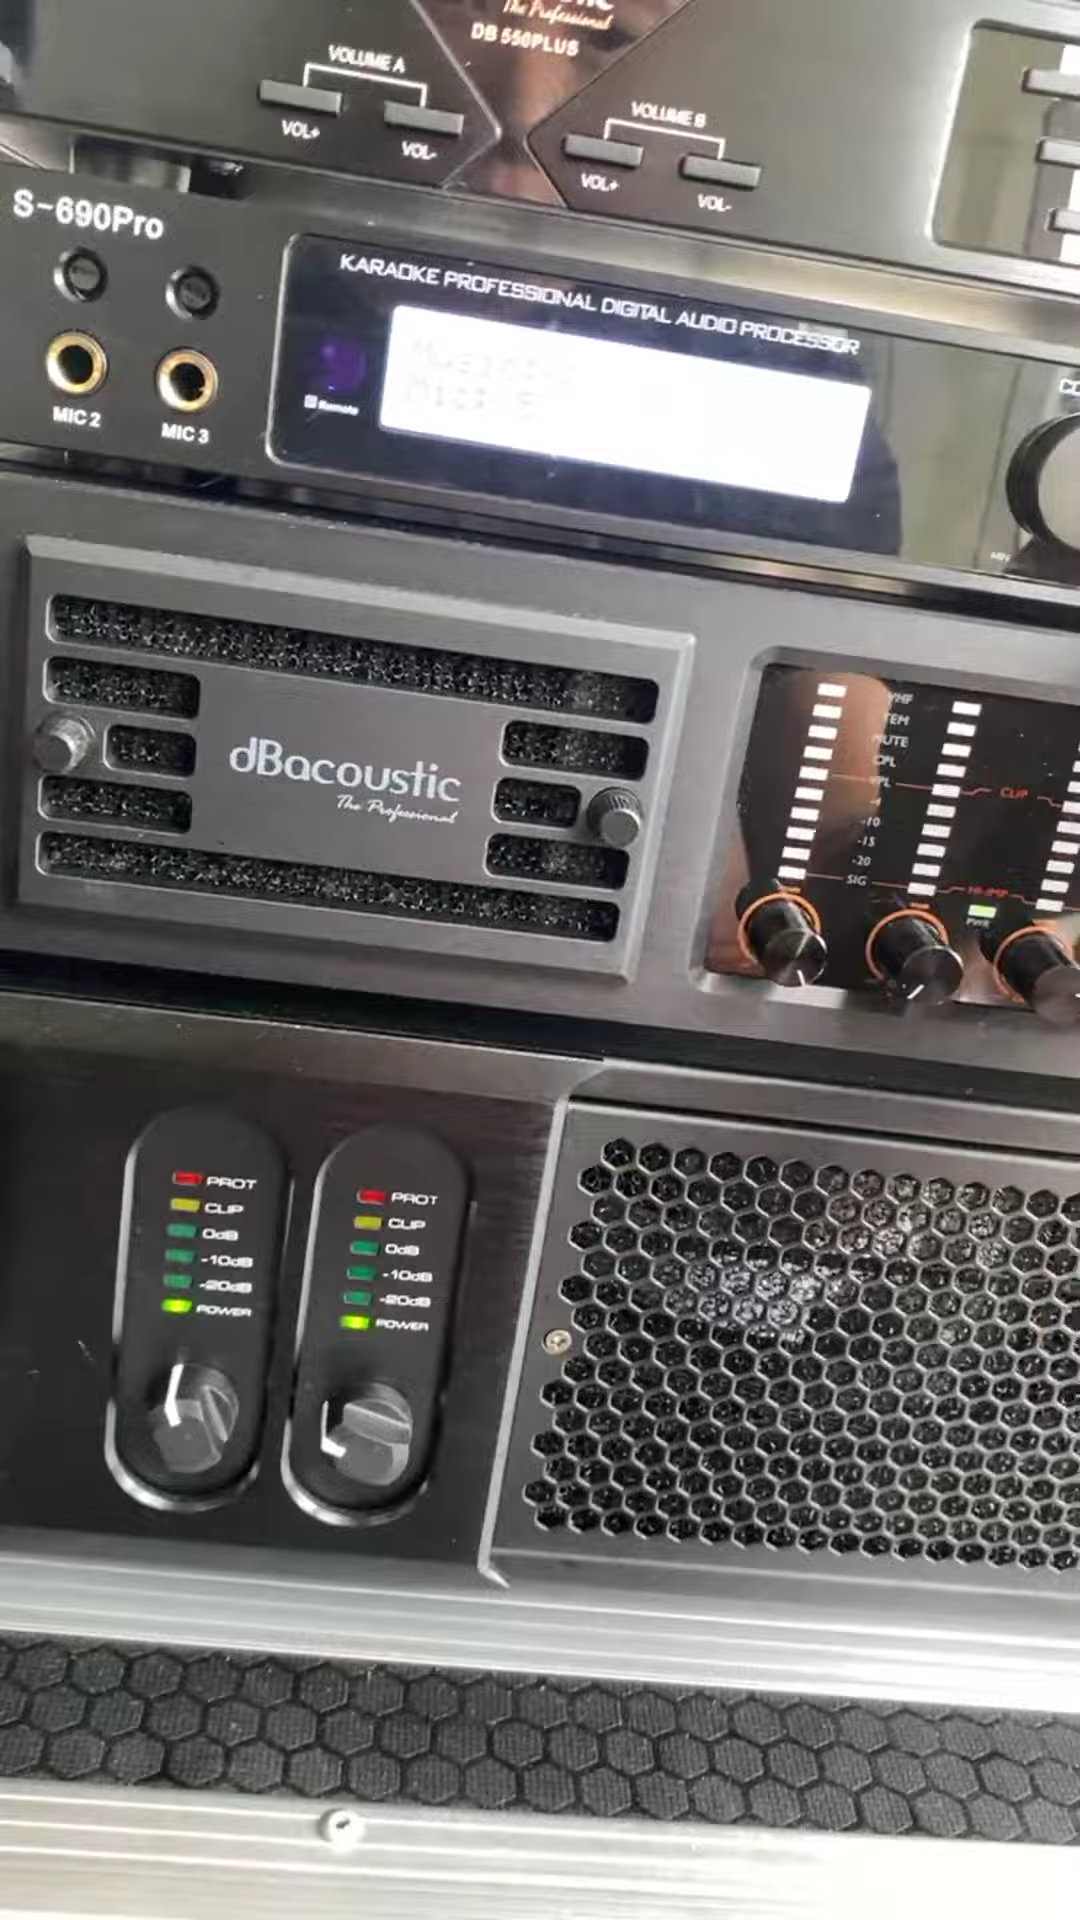 The Professional
DB 550PLUS
VOLUME A
VOL+
VOL-
VOLUME B
VOL+
VOL-
S-690Pro
MIC 2
MIC 3
KARAOKE PROFESSIONAL DIGITAL AUDIO PROCESSOR
Remote
dBacoustic
The Professional
MUTE
CPL
CLIP
-10
-15
-20
SIG
PWR
PROT
CLIP
0dB
-10dB
-20dB
POWER
PROT
CLIP
0dB
-10dB
-20dB
POWER